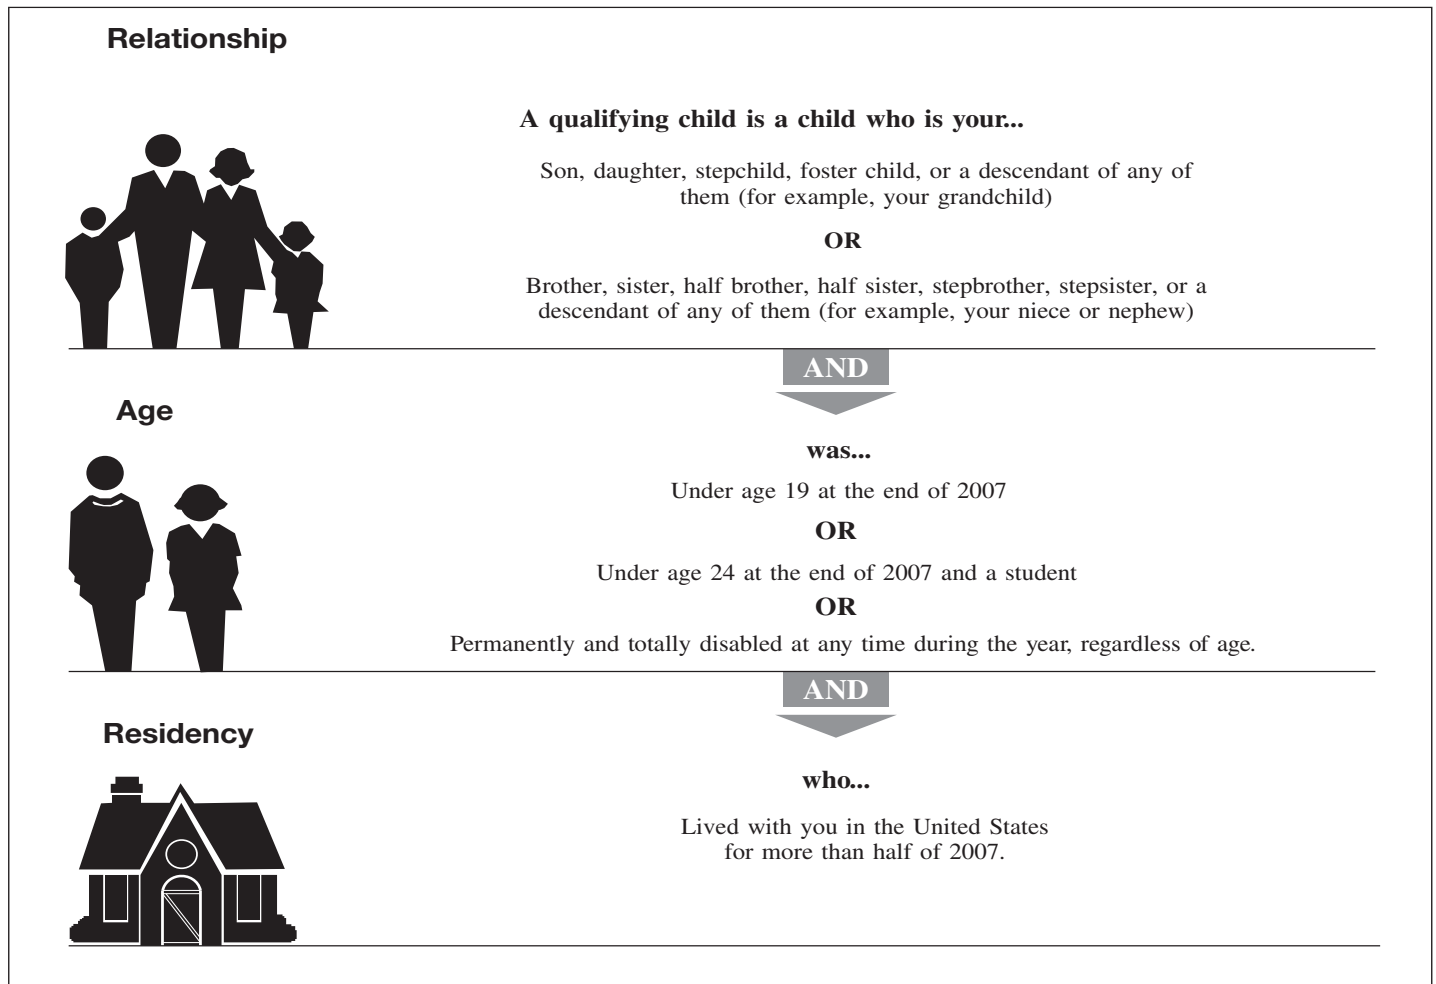 Relationship
A qualifying child is a child who is your...
Son, daughter, stepchild, foster child, or a descendant of any of
them (for example, your grandchild)
OR
Brother, sister, half brother, half sister, stepbrother, stepsister, or a
descendant of any of them (for example, your niece or nephew)
AND
Age
was...
Under age 19 at the end of 2007
OR
Under age 24 at the end of 2007 and a student
OR
Permanently and totally disabled at any time during the year, regardless of age.
AND
Residency
who...
Lived with you in the United States
for more than half of 2007.